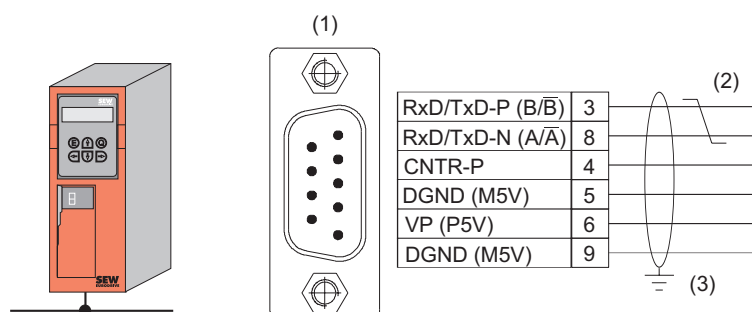 (1)
(2)
SEW
RxD/TxD-P (B/B̅) 3
RxD/TxD-N (A/A̅) 8
CNTR-P 4
DGND (M5V) 5
VP (P5V) 6
DGND (M5V) 9
E Q
SEW
EURODRIVE
(3)